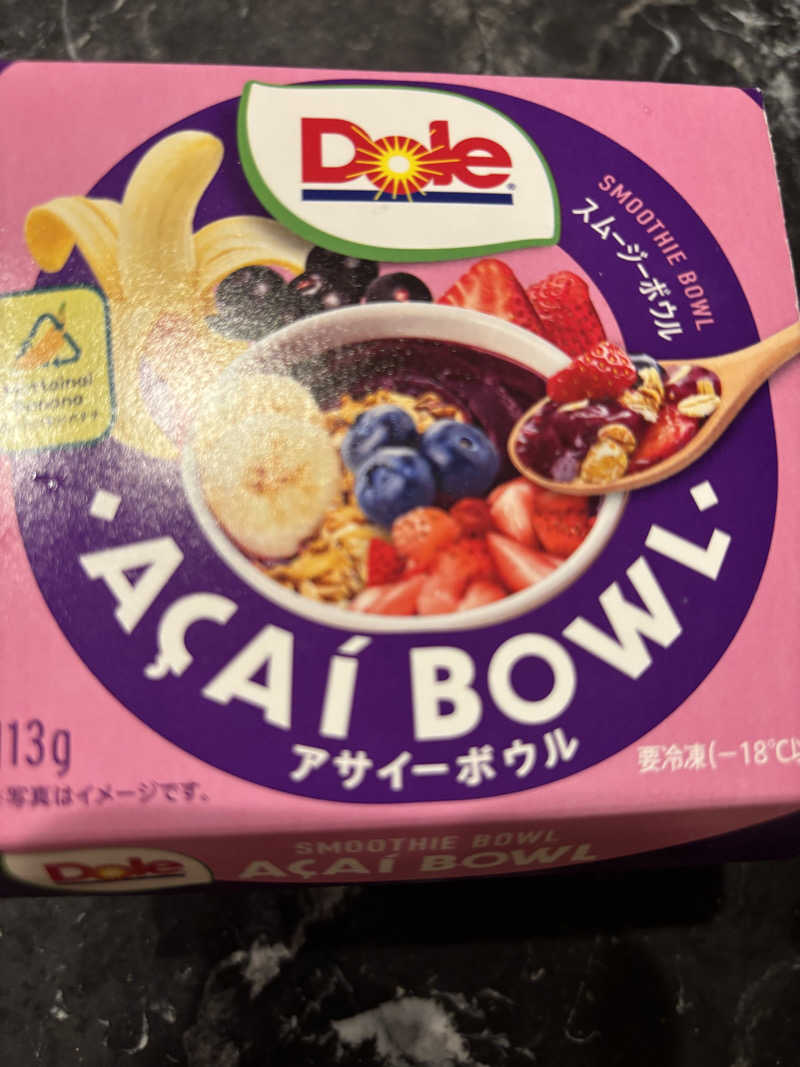 Dole
SMOOTHIE BOWL
スムージーボウル
AÇAÍ BOWL
アサイーボウル
113g
写真はイメージです。
要冷凍(－18℃以
SMOOTHIE BOWL
Dole
AÇAÍ BOWL